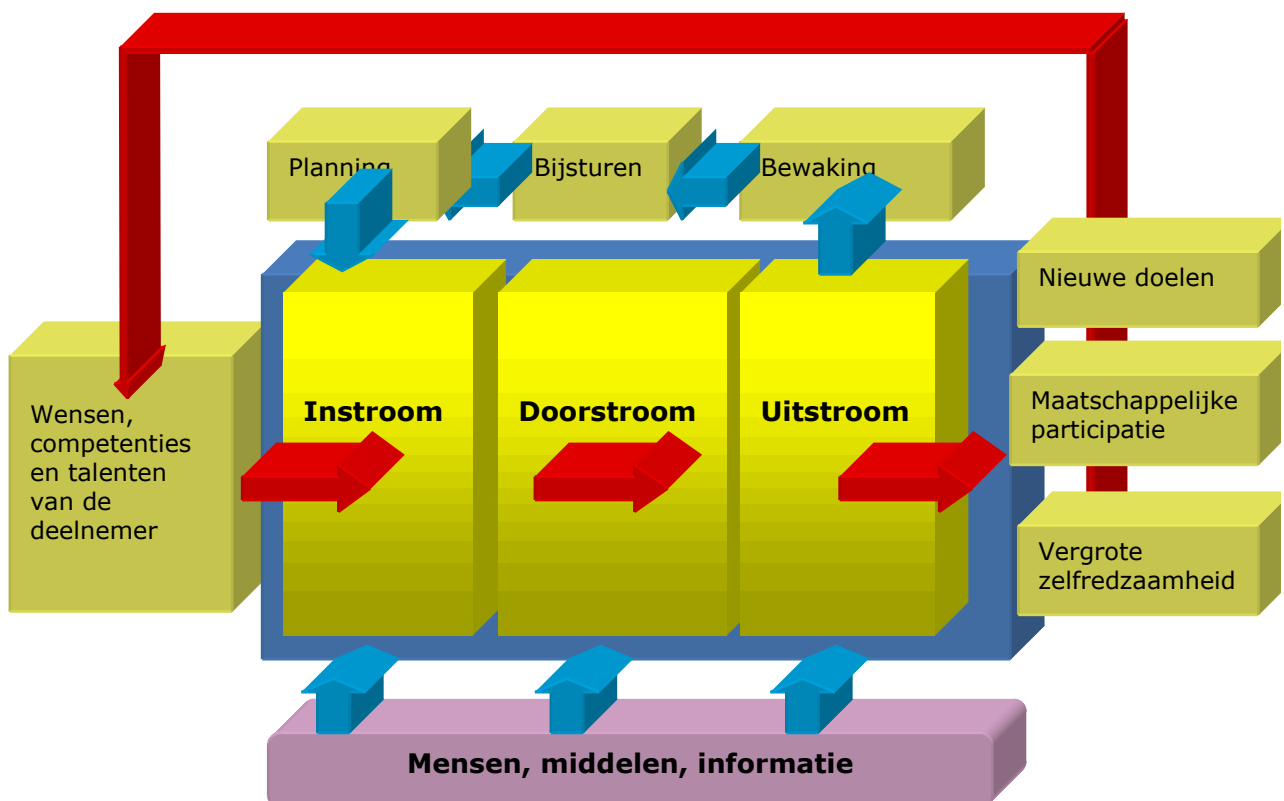 Planning
Bijsturen
Bewaking
Nieuwe doelen
Wensen,
competenties
en talenten
van de
deelnemer
Instroom
Doorstroom
Uitstroom
Maatschappelijke
participatie
Vergrote
zelfredzaamheid
Mensen, middelen, informatie